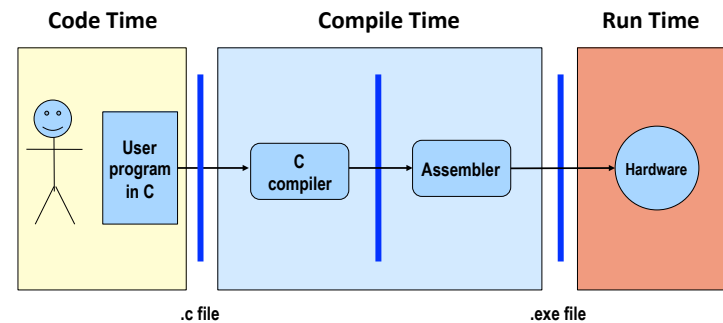 Code Time
Compile Time
Run Time
User
program
in C
C
compiler
Assembler
Hardware
.c file
.exe file